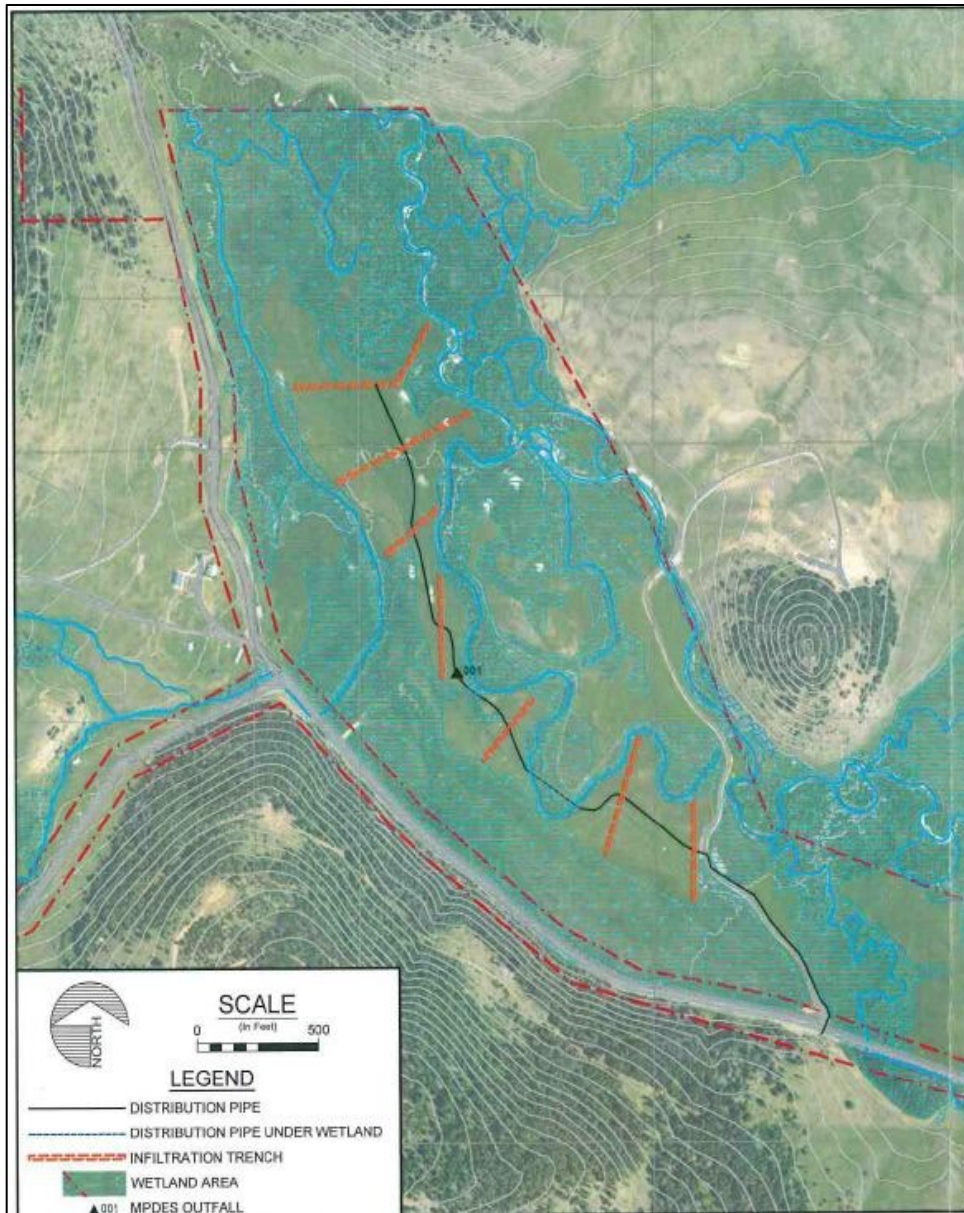 001
NORTH
SCALE
(In Feet)
0 500
LEGEND
DISTRIBUTION PIPE
DISTRIBUTION PIPE UNDER WETLAND
INFILTRATION TRENCH
WETLAND AREA
001 MPDES OUTFALL